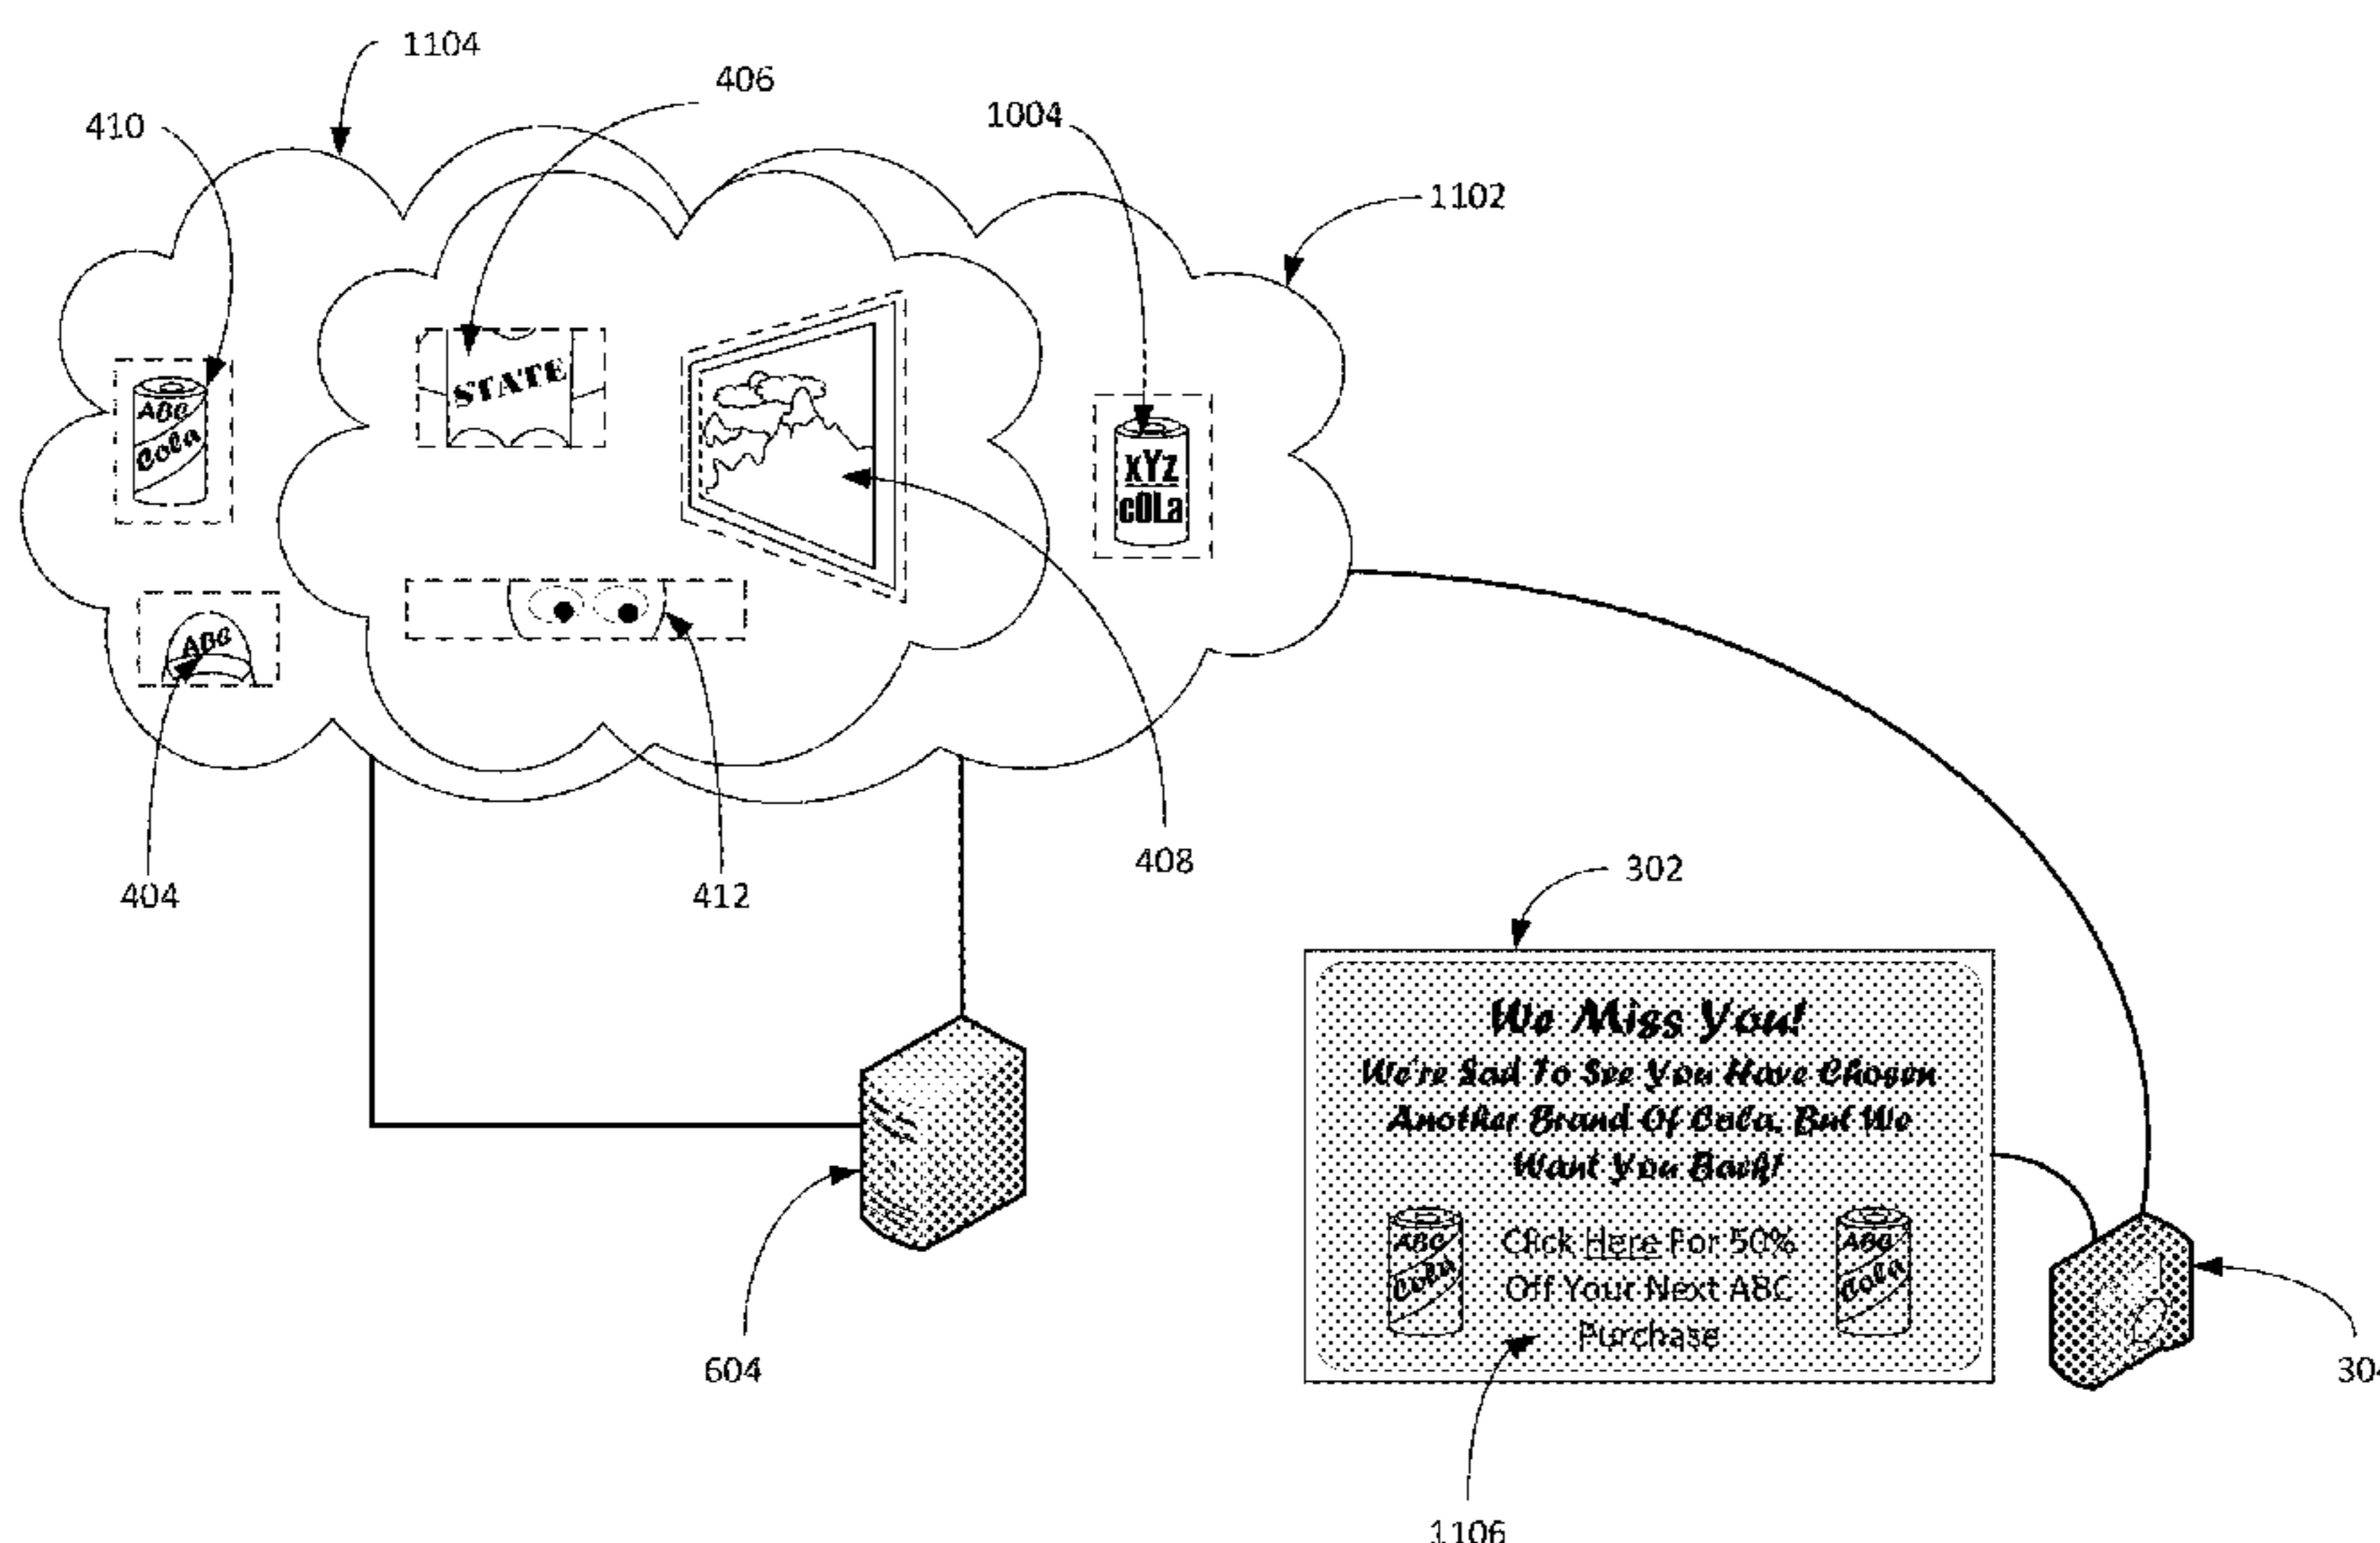 1104
406
410
1004
1102
STATE
ABC
Cola
XYZ
cOLa
ABC
408
404
412
302
We Miss You!
We're Sad To See You Have Chosen
Another Brand Of Cola, But We
Want You Back!
ABC
Cola
Click Here For 50%
Off Your Next ABC
Purchase
ABC
Cola
604
304
1106